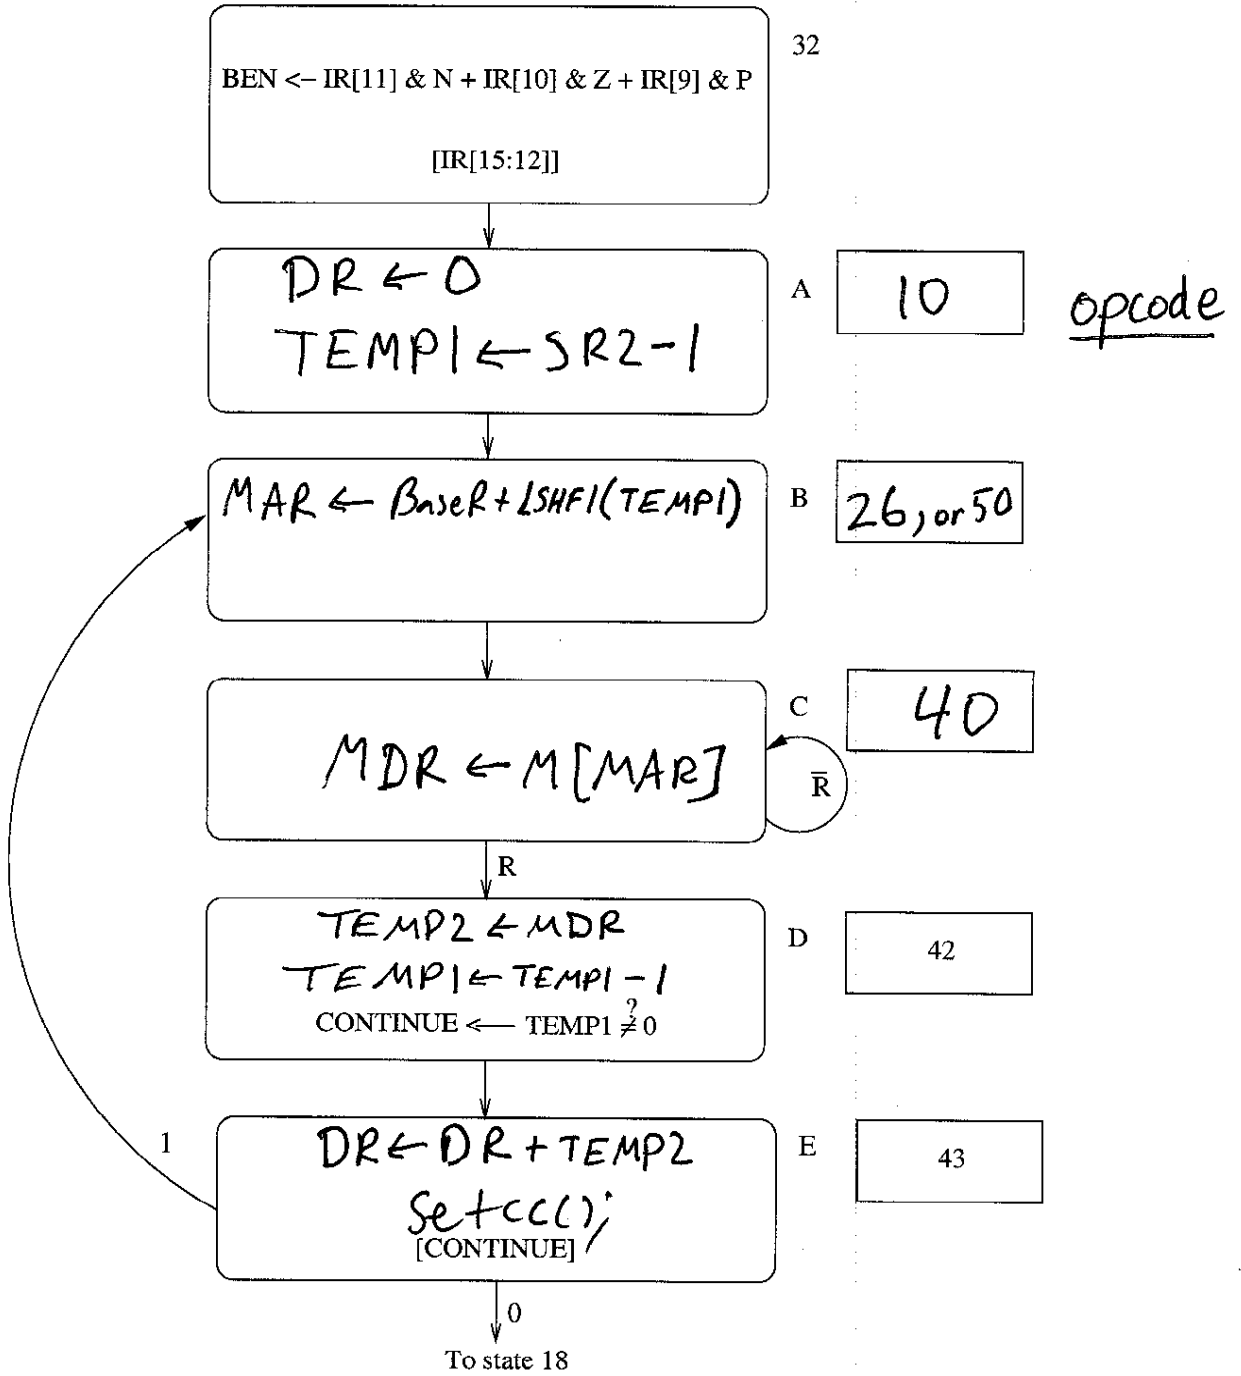 32
BEN <– IR[11] & N + IR[10] & Z + IR[9] & P
[IR[15:12]]
DR ← 0
TEMP1 ← SR2-1
A
10
opcode
MAR ← BaseR + LSHF1(TEMP1)
B
26, or 50
MDR ← M[MAR]
C
40
R̅
R
TEMP2 ← MDR
TEMP1 ← TEMP1 - 1
CONTINUE <— TEMP1 ≠? 0
D
42
1
DR ← DR + TEMP2
Setcc();
[CONTINUE]
E
43
0
To state 18